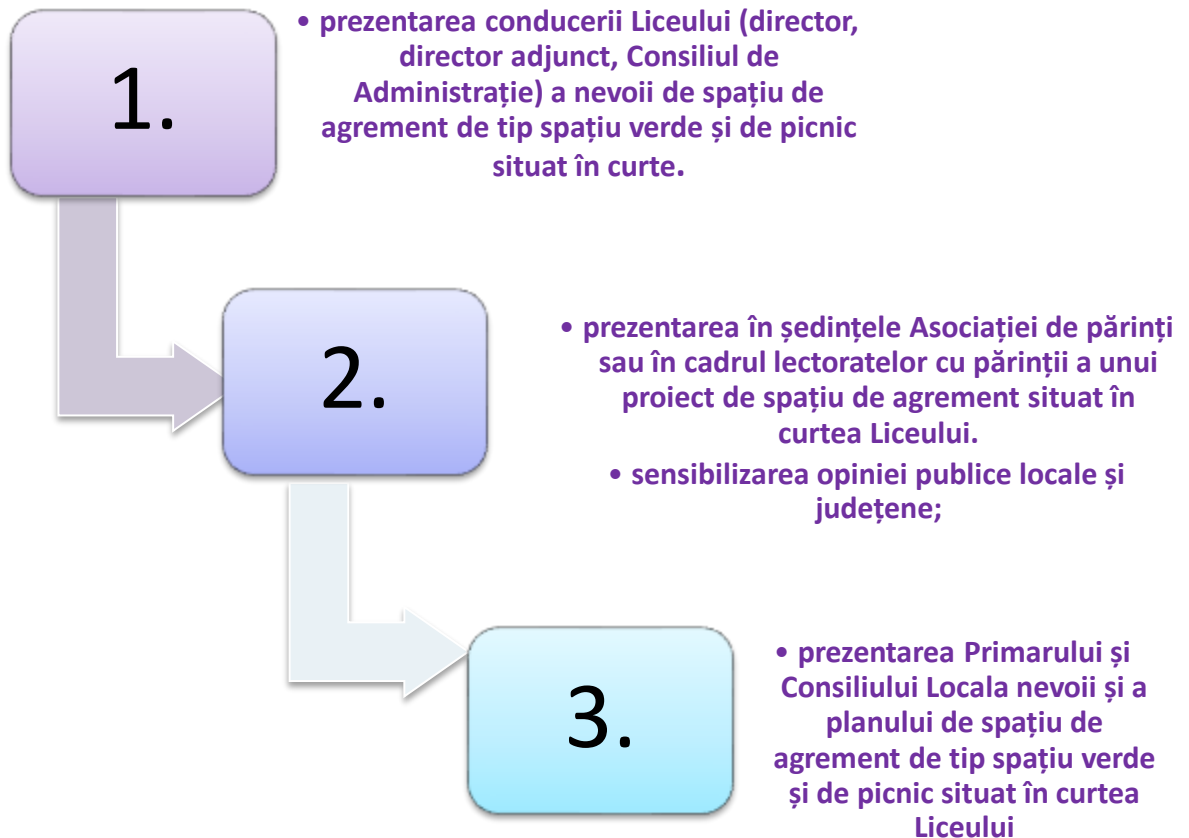 1.
• prezentarea conducerii Liceului (director,
director adjunct, Consiliul de
Administrație) a nevoii de spațiu de
agrement de tip spațiu verde și de picnic
situat în curte.
2.
• prezentarea în ședințele Asociației de părinți
sau în cadrul lectoratelor cu părinții a unui
proiect de spațiu de agrement situat în
curtea Liceului.
• sensibilizarea opiniei publice locale și
județene;
3.
• prezentarea Primarului și
Consiliului Locala nevoii și a
planului de spațiu de
agrement de tip spațiu verde
și de picnic situat în curtea
Liceului